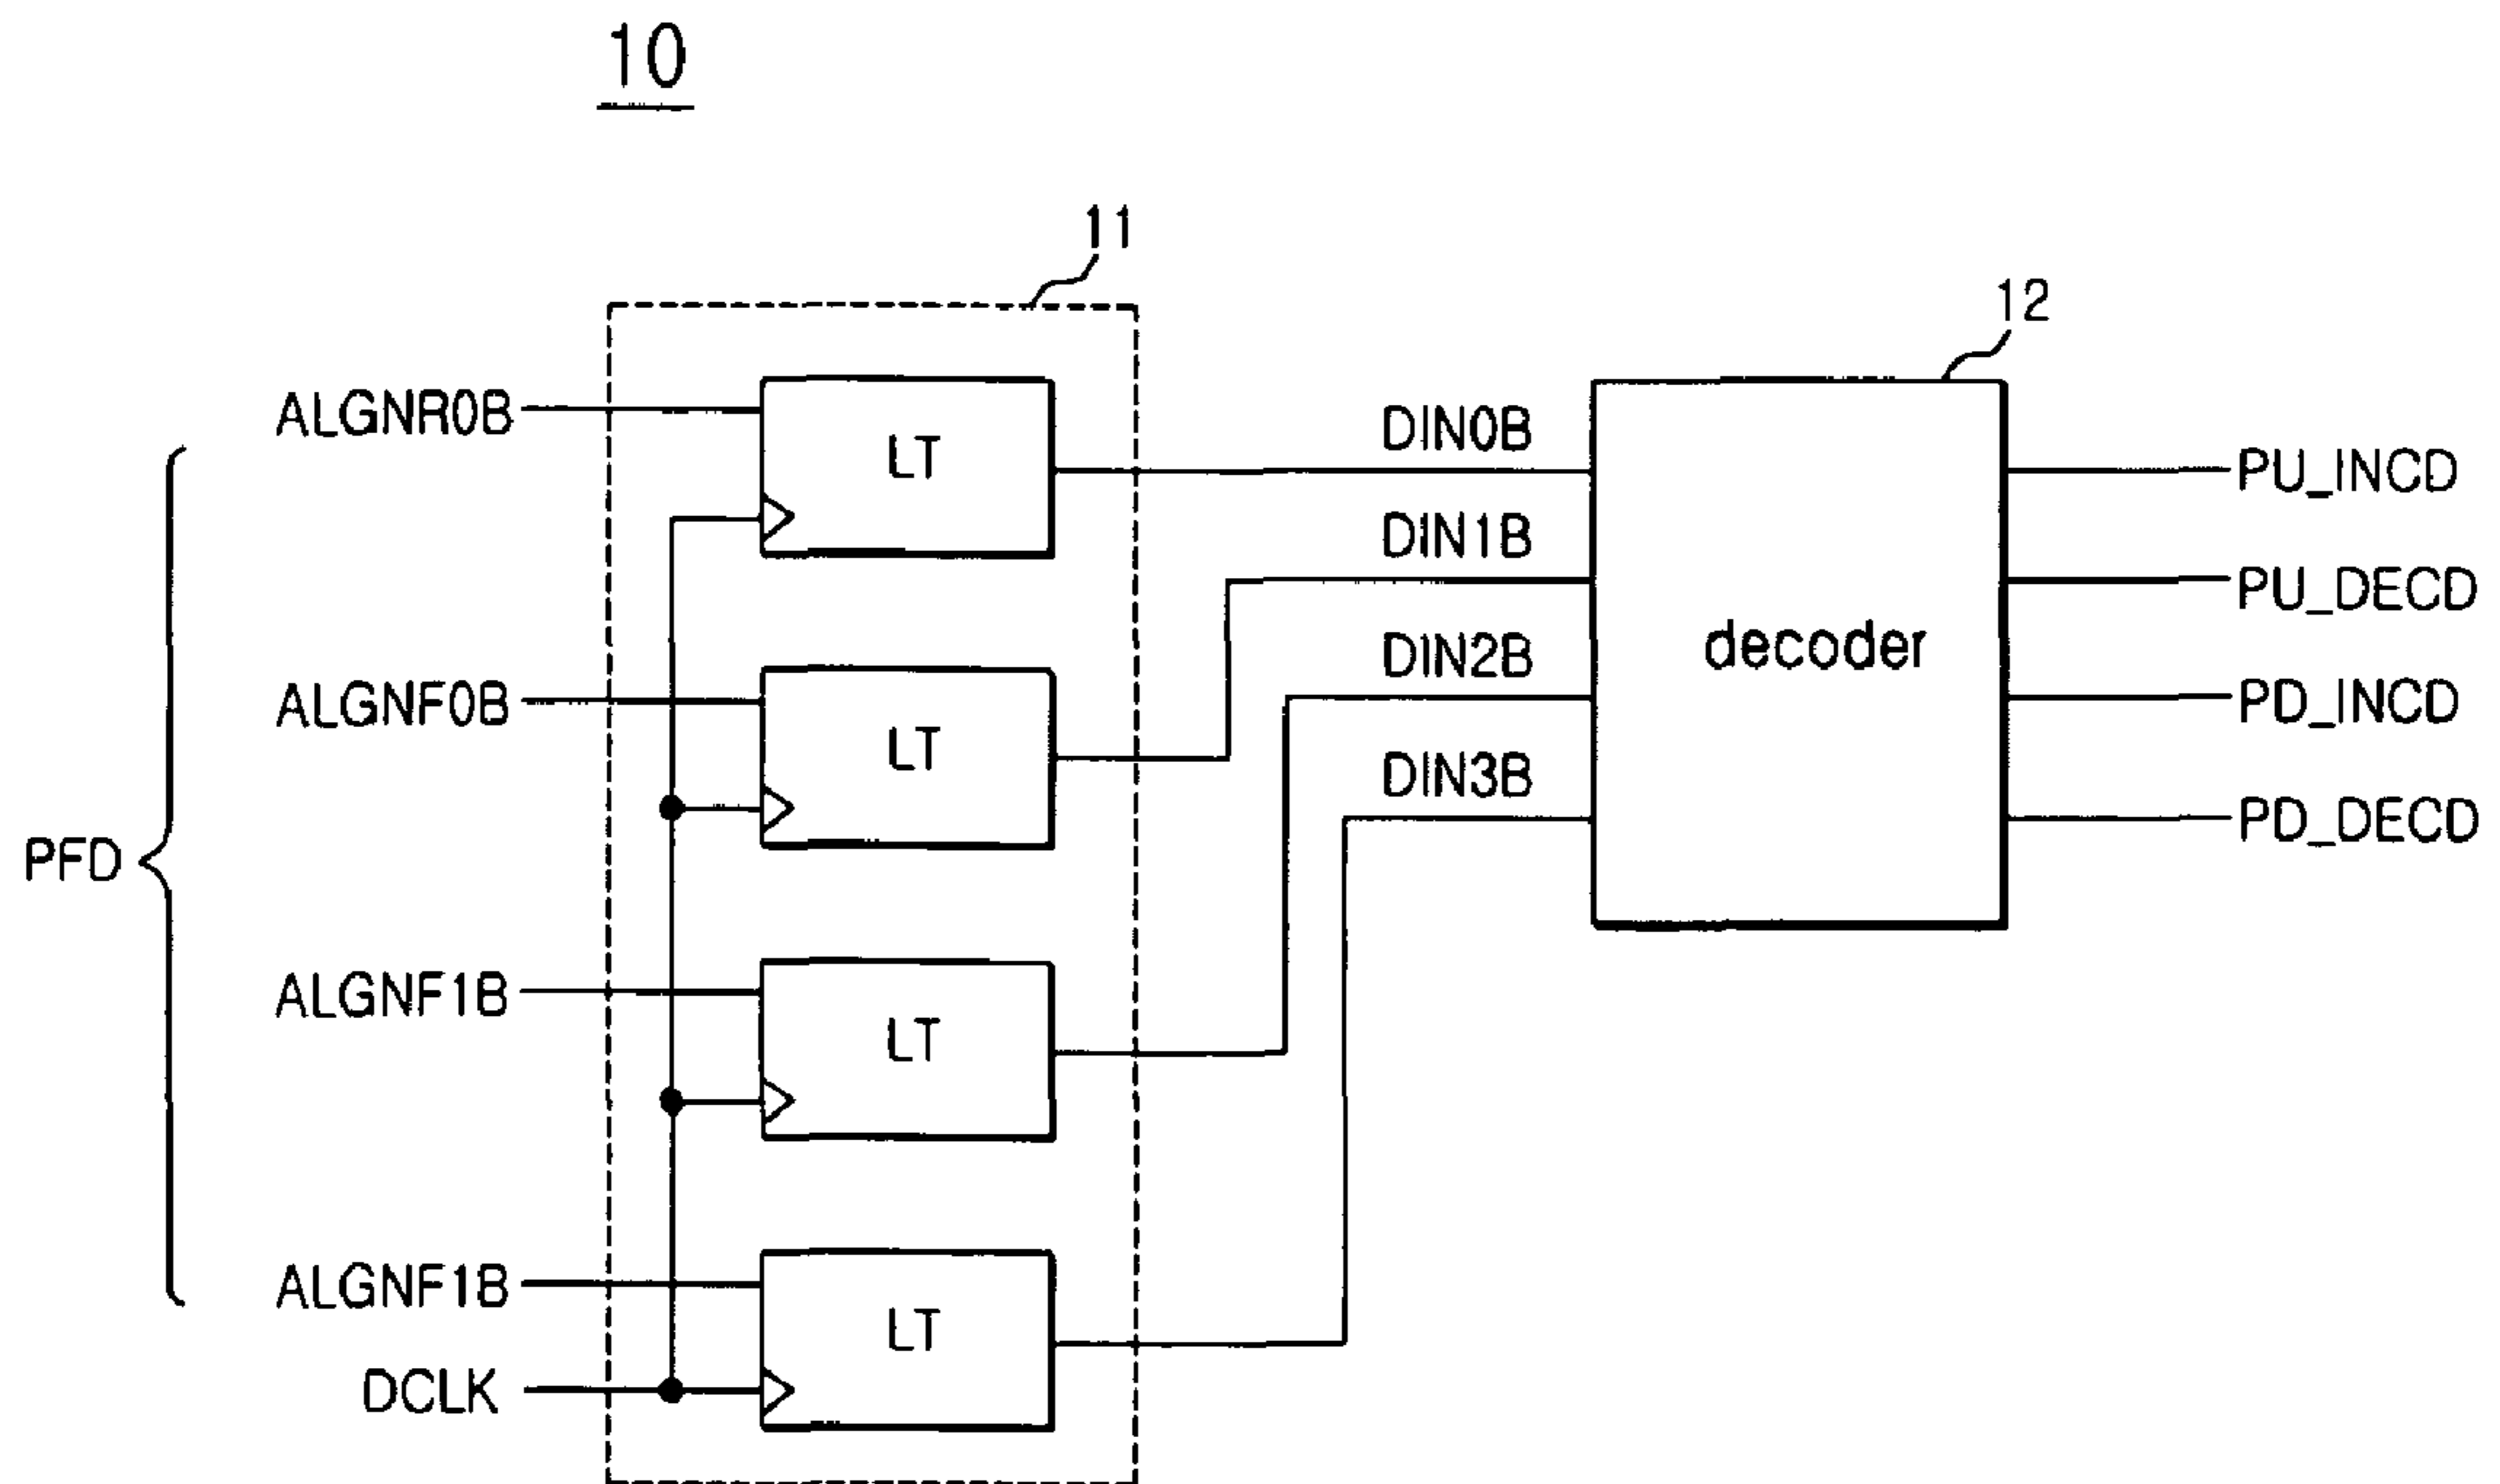 10
11
12
ALGNR0B
LT
DIN0B
PU_INCD
DIN1B
PU_DECD
decoder
ALGNF0B
LT
DIN2B
PD_INCD
DIN3B
PD_DECD
PFD
ALGNF1B
LT
ALGNF1B
LT
DCLK